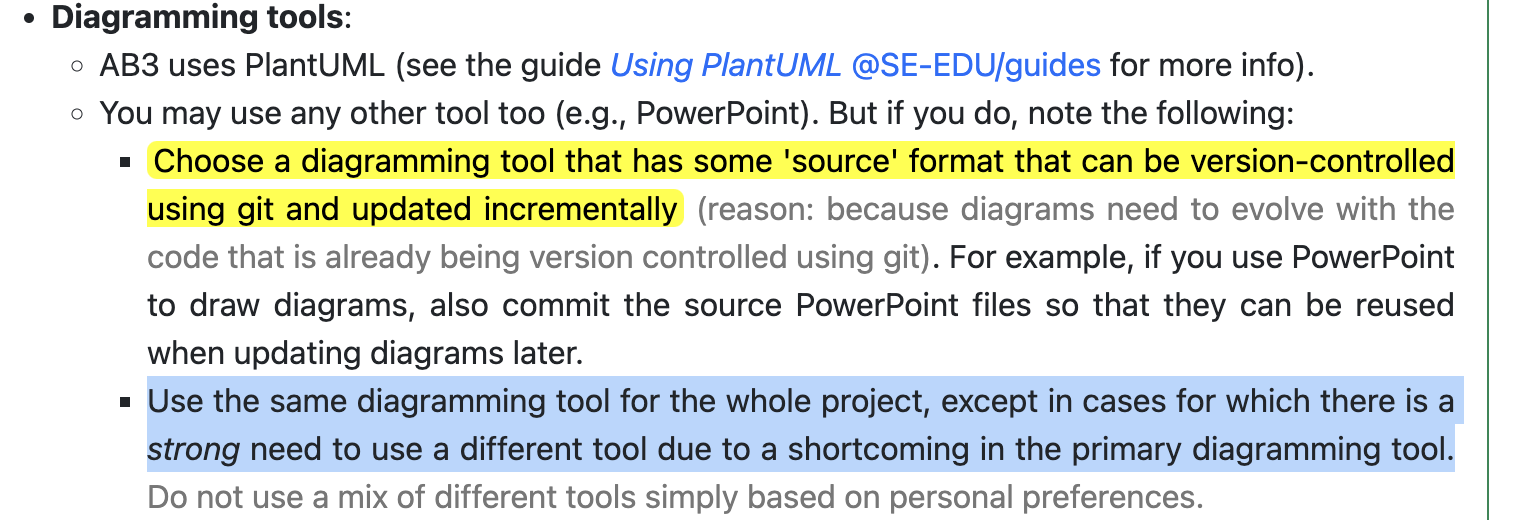 • Diagramming tools:
○ AB3 uses PlantUML (see the guide Using PlantUML @SE-EDU/guides for more info).
○ You may use any other tool too (e.g., PowerPoint). But if you do, note the following:
▪ Choose a diagramming tool that has some 'source' format that can be version-controlled
using git and updated incrementally (reason: because diagrams need to evolve with the
code that is already being version controlled using git). For example, if you use PowerPoint
to draw diagrams, also commit the source PowerPoint files so that they can be reused
when updating diagrams later.
▪ Use the same diagramming tool for the whole project, except in cases for which there is a
strong need to use a different tool due to a shortcoming in the primary diagramming tool.
Do not use a mix of different tools simply based on personal preferences.